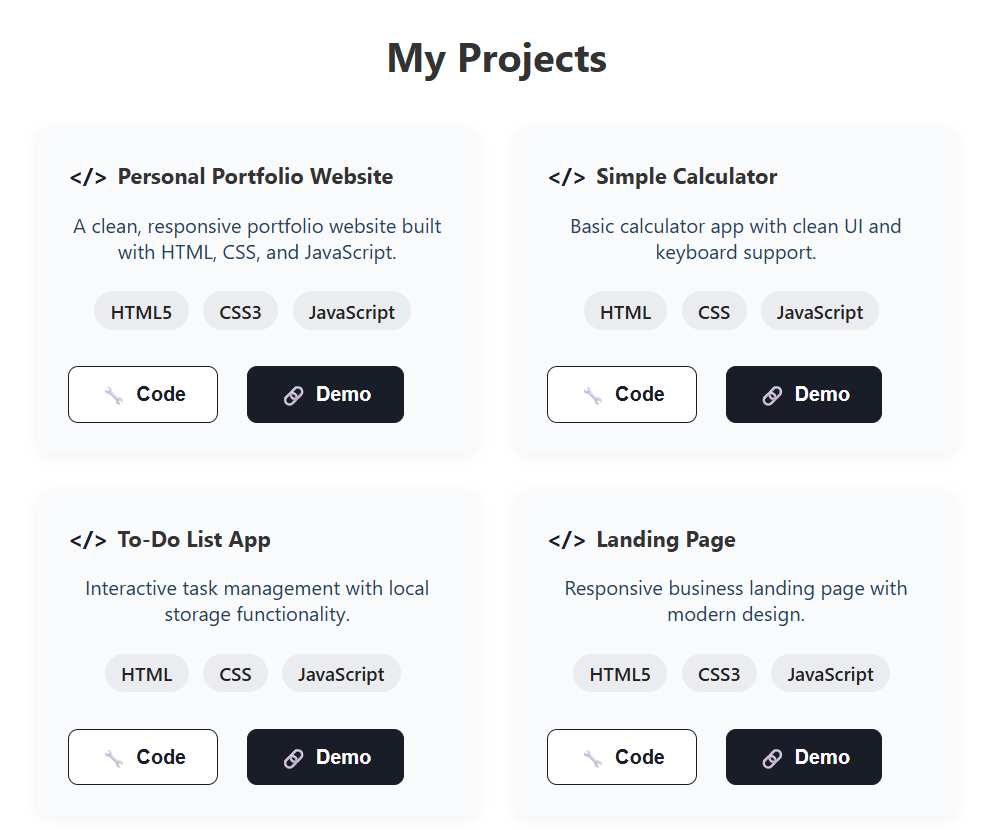 My Projects
</> Personal Portfolio Website
A clean, responsive portfolio website built
with HTML, CSS, and JavaScript.
HTML5 CSS3 JavaScript
Code Demo
</> Simple Calculator
Basic calculator app with clean UI and
keyboard support.
HTML CSS JavaScript
Code Demo
</> To-Do List App
Interactive task management with local
storage functionality.
HTML CSS JavaScript
Code Demo
</> Landing Page
Responsive business landing page with
modern design.
HTML5 CSS3 JavaScript
Code Demo